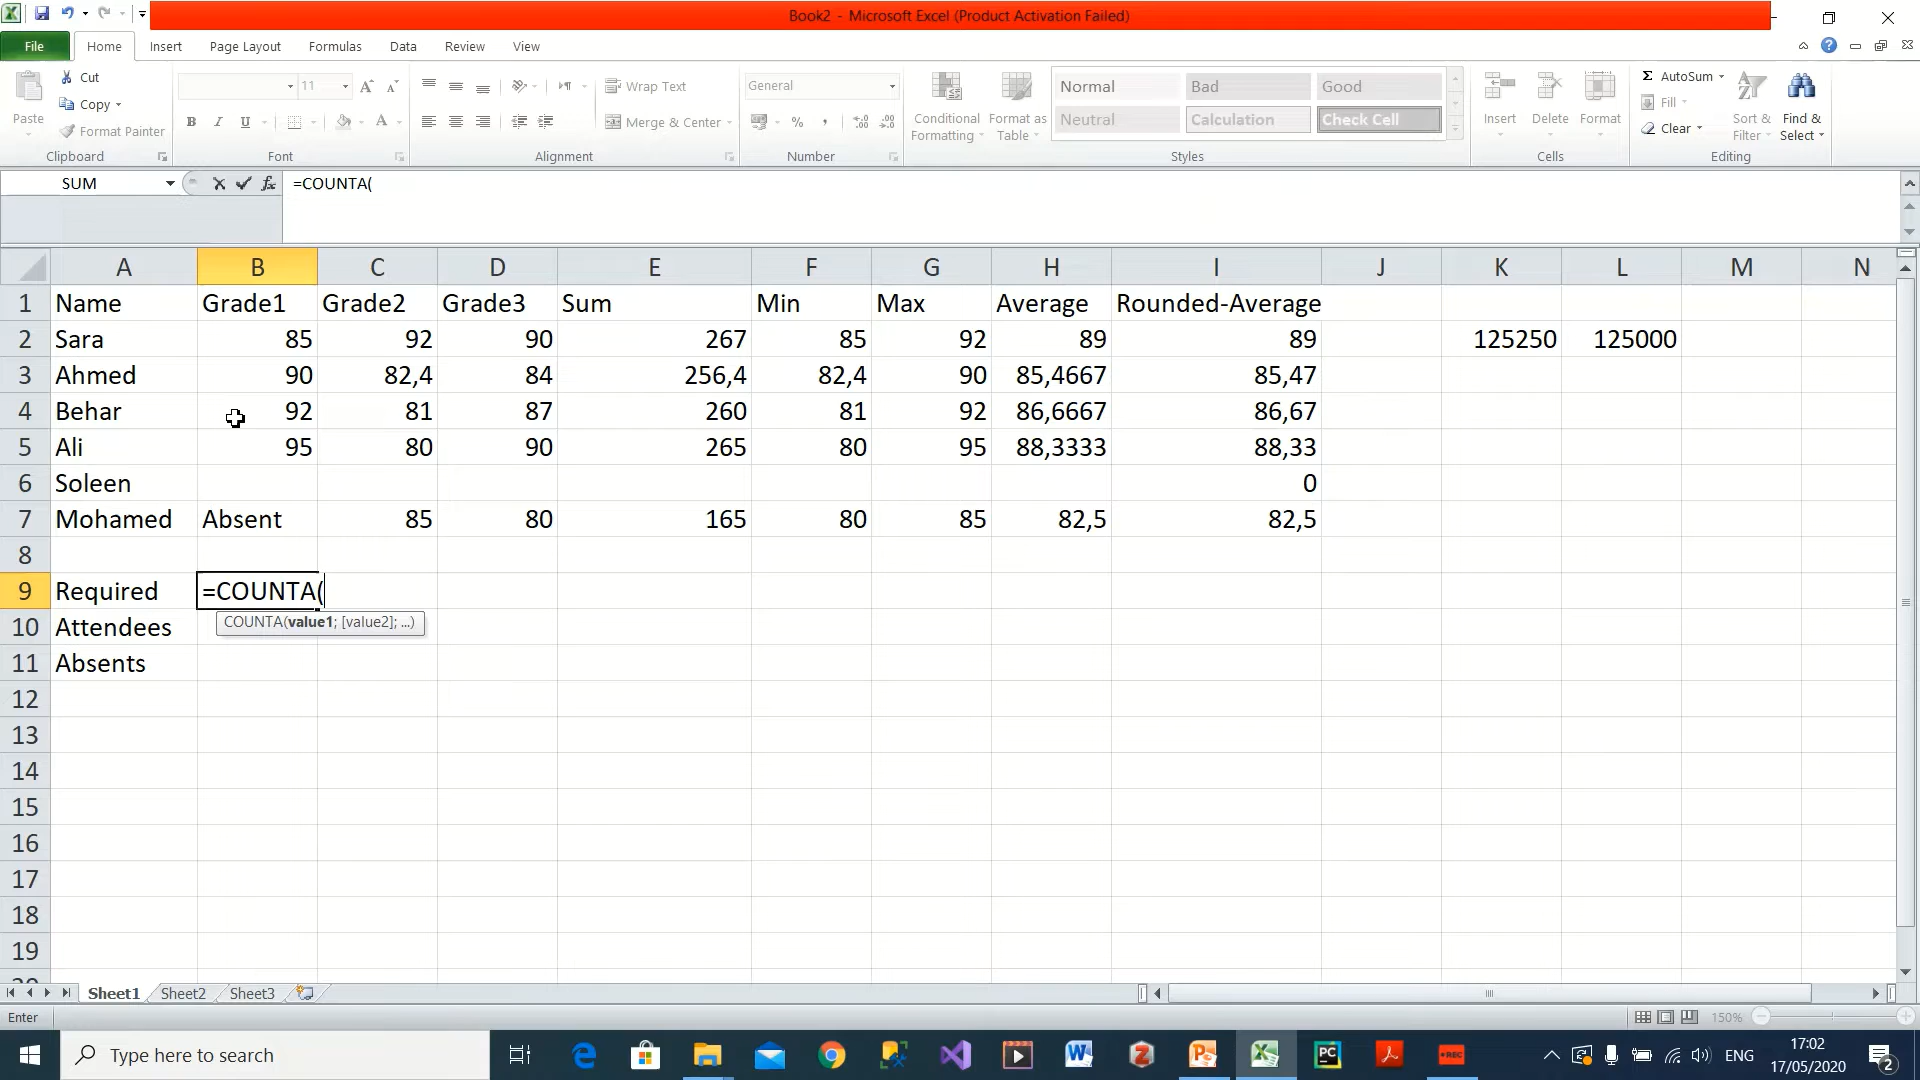 Book2 - Microsoft Excel (Product Activation Failed)
File Home Insert Page Layout Formulas Data Review View
Paste Cut Copy Format Painter
Clipboard
11
B I U A
Font
Wrap Text
Merge & Center
Alignment
General
%
Number
Conditional Formatting Format as Table
Normal Bad Good
Neutral Calculation Check Cell
Styles
Insert Delete Format
Cells
Σ AutoSum
Fill
Clear
Sort & Filter Find & Select
Editing
SUM fx =COUNTA(
A B C D E F G H I J K L M N
1 Name Grade1 Grade2 Grade3 Sum Min Max Average Rounded-Average
2 Sara 85 92 90 267 85 92 89 89 125250 125000
3 Ahmed 90 82,4 84 256,4 82,4 90 85,4667 85,47
4 Behar 92 81 87 260 81 92 86,6667 86,67
5 Ali 95 80 90 265 80 95 88,3333 88,33
6 Soleen 0
7 Mohamed Absent 85 80 165 80 85 82,5 82,5
8
9 Required =COUNTA(
COUNTA(value1; [value2]; ...)
10 Attendees
11 Absents
12
13
14
15
16
17
18
19
Sheet1 Sheet2 Sheet3
Enter 150%
Type here to search
PC REC
ENG
17:02
17/05/2020
2